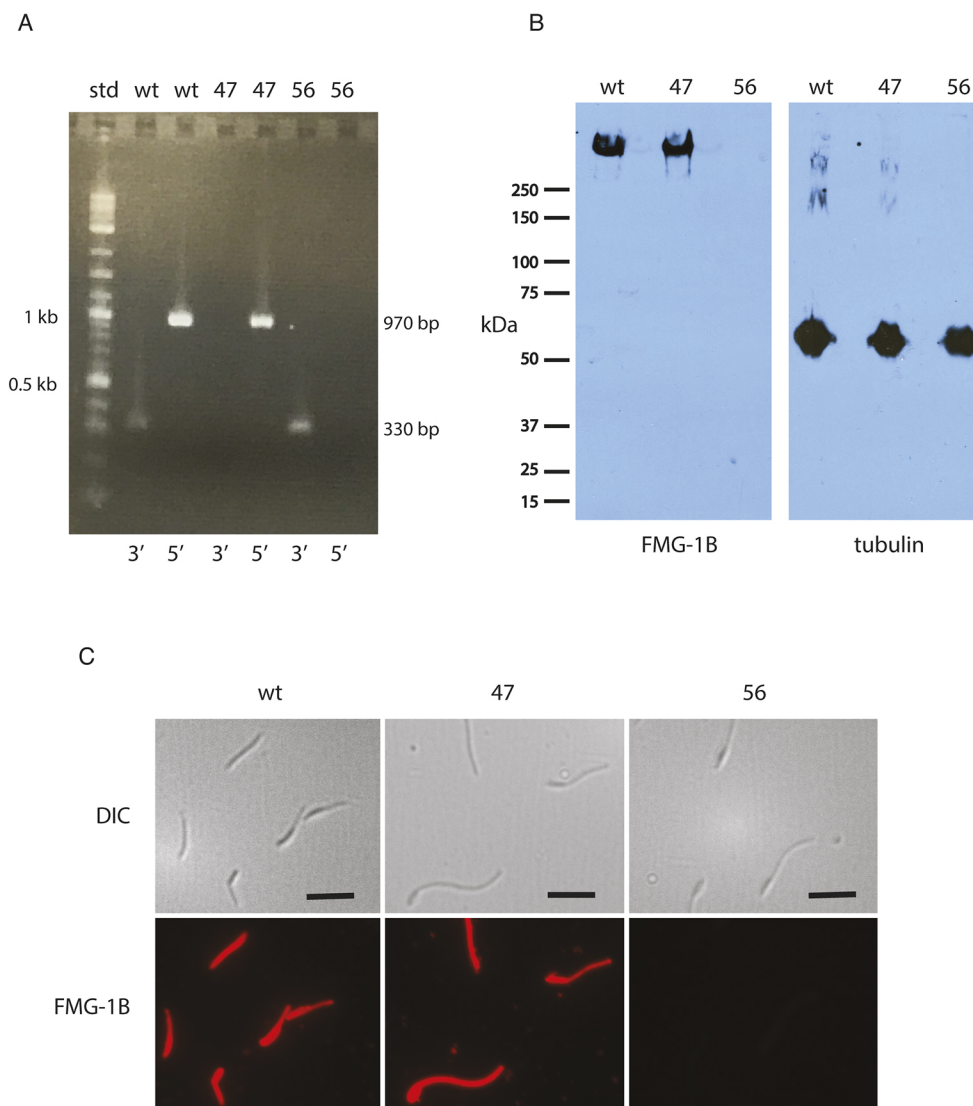 A
std wt wt 47 47 56 56
1 kb
970 bp
0.5 kb
330 bp
3’ 5’ 3’ 5’ 3’ 5’
B
wt 47 56 wt 47 56
250
150
100
75
kDa
50
37
25
15
FMG-1B tubulin
C
wt 47 56
DIC
FMG-1B